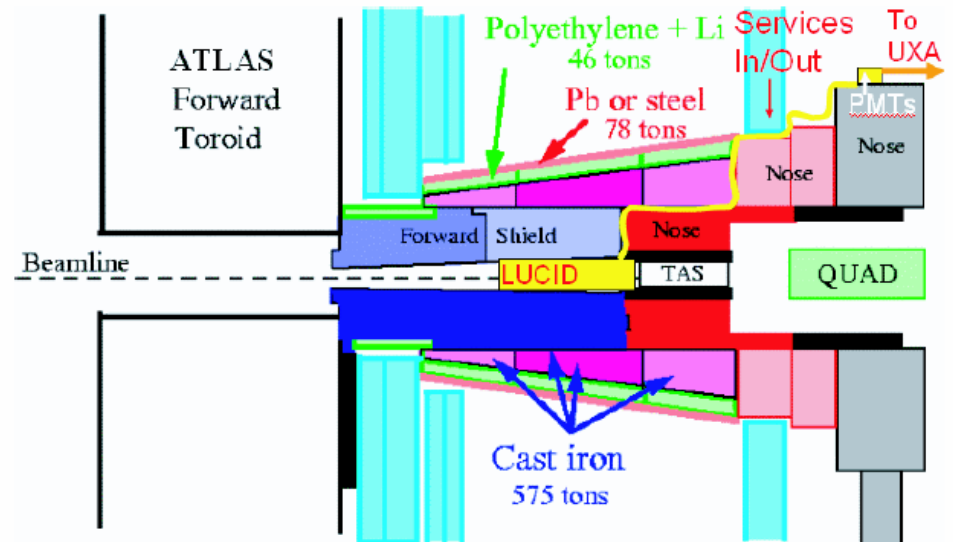 ATLAS
Forward
Toroid
Polyethylene + Li
46 tons
Pb or steel
78 tons
Services
In/Out
To
UXA
PMTs
Nose
Nose
Forward Shield
Nose
Beamline
LUCID
TAS
QUAD
Cast iron
575 tons